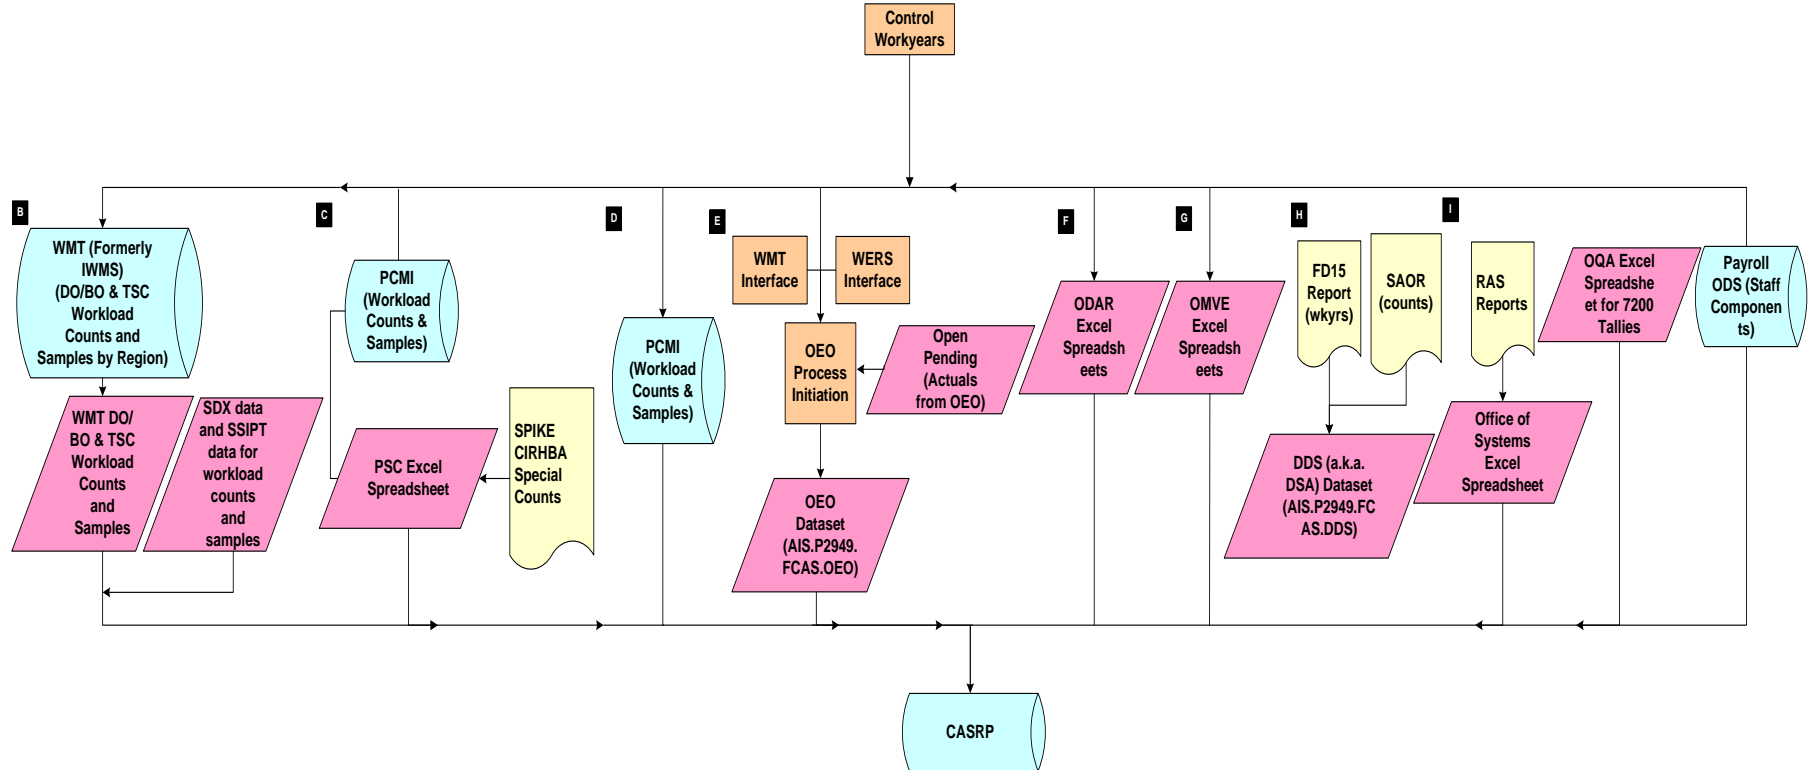 Control
Workyears
B
C
D
E
F
G
H
I
WMT (Formerly
IWMS)
(DO/BO & TSC
Workload
Counts and
Samples by Region)
PCMI
(Workload
Counts &
Samples)
PCMI
(Workload
Counts &
Samples)
WMT
Interface
WERS
Interface
OEO
Process
Initiation
Open
Pending
(Actuals
from OEO)
ODAR
Excel
Spreadsh
eets
OMVE
Excel
Spreadsh
eets
FD15
Report
(wkyrs)
SAOR
(counts)
RAS
Reports
OQA Excel
Spreadshe
et for 7200
Tallies
Payroll
ODS (Staff
Componen
ts)
WMT DO/
BO & TSC
Workload
Counts
and
Samples
SDX data
and SSIPT
data for
workload
counts
and
samples
PSC Excel
Spreadsheet
SPIKE
CIRHBA
Special
Counts
OEO
Dataset
(AIS.P2949.
FCAS.OEO)
DDS (a.k.a.
DSA) Dataset
(AIS.P2949.FC
AS.DDS)
Office of
Systems
Excel
Spreadsheet
CASRP